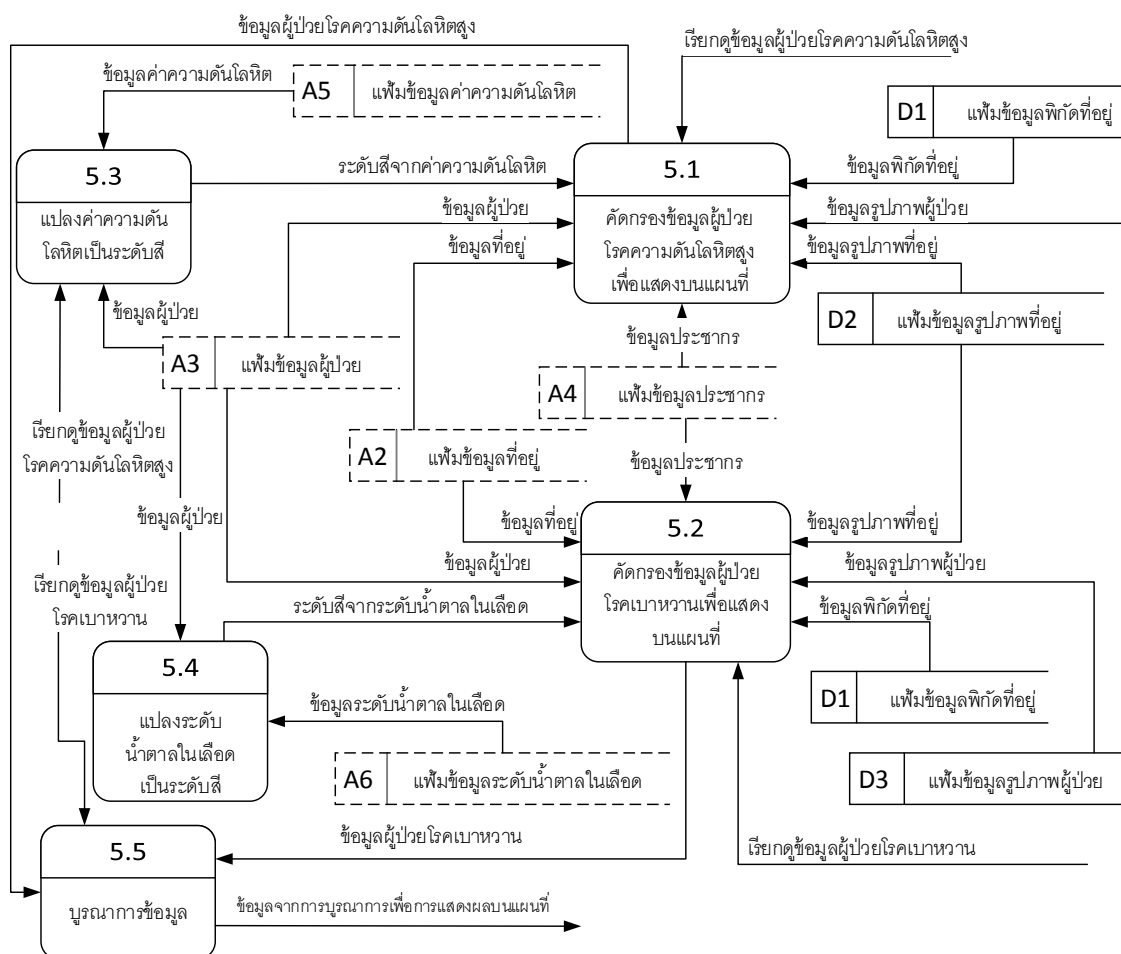 ข้อมูลผู้ป่วยโรคความดันโลหิตสูง
เรียกดูข้อมูลผู้ป่วยโรคความดันโลหิตสูง
ข้อมูลค่าความดันโลหิต
A5
แฟ้มข้อมูลค่าความดันโลหิต
D1
แฟ้มข้อมูลพิกัดที่อยู่
5.3
แปลงค่าความดัน
โลหิตเป็นระดับสี
ระดับสีจากค่าความดันโลหิต
5.1
คัดกรองข้อมูลผู้ป่วย
โรคความดันโลหิตสูง
เพื่อแสดงบนแผนที่
ข้อมูลพิกัดที่อยู่
ข้อมูลผู้ป่วย
ข้อมูลรูปภาพผู้ป่วย
ข้อมูลที่อยู่
ข้อมูลรูปภาพที่อยู่
ข้อมูลผู้ป่วย
D2
แฟ้มข้อมูลรูปภาพที่อยู่
ข้อมูลประชากร
A3
แฟ้มข้อมูลผู้ป่วย
A4
แฟ้มข้อมูลประชากร
เรียกดูข้อมูลผู้ป่วย
โรคความดันโลหิตสูง
A2
แฟ้มข้อมูลที่อยู่
ข้อมูลประชากร
ข้อมูลผู้ป่วย
ข้อมูลที่อยู่
5.2
คัดกรองข้อมูลผู้ป่วย
โรคเบาหวานเพื่อแสดง
บนแผนที่
ข้อมูลรูปภาพที่อยู่
ข้อมูลผู้ป่วย
ข้อมูลรูปภาพผู้ป่วย
เรียกดูข้อมูลผู้ป่วย
โรคเบาหวาน
ระดับสีจากระดับน้ำตาลในเลือด
ข้อมูลพิกัดที่อยู่
5.4
แปลงระดับ
น้ำตาลในเลือด
เป็นระดับสี
D1
แฟ้มข้อมูลพิกัดที่อยู่
ข้อมูลระดับน้ำตาลในเลือด
A6
แฟ้มข้อมูลระดับน้ำตาลในเลือด
D3
แฟ้มข้อมูลรูปภาพผู้ป่วย
ข้อมูลผู้ป่วยโรคเบาหวาน
เรียกดูข้อมูลผู้ป่วยโรคเบาหวาน
5.5
บูรณาการข้อมูล
ข้อมูลจากการบูรณาการเพื่อการแสดงผลบนแผนที่